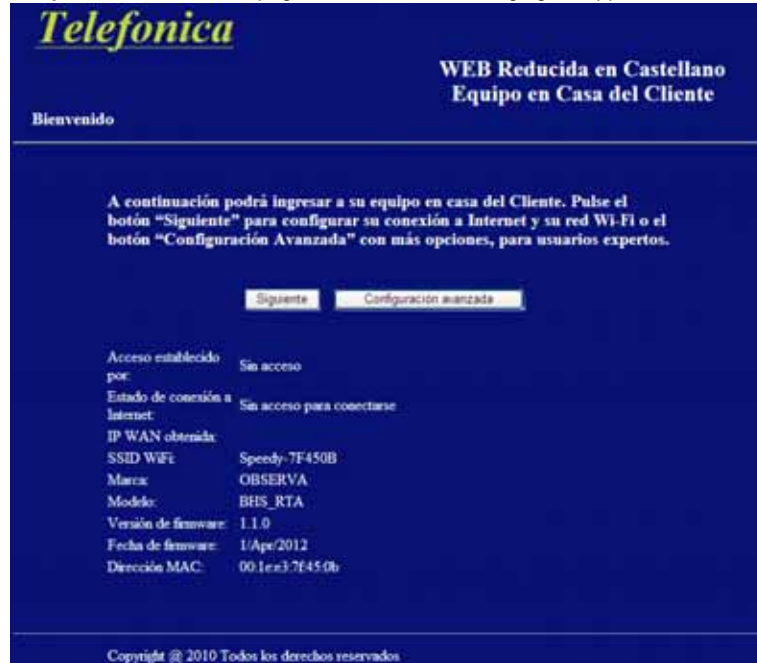 Telefonica
WEB Reducida en Castellano
Equipo en Casa del Cliente
Bienvenido
A continuación podrá ingresar a su equipo en casa del Cliente. Pulse el
botón “Siguiente” para configurar su conexión a Internet y su red Wi-Fi o el
botón “Configuración Avanzada” con más opciones, para usuarios expertos.
Siguiente Configuración avanzada
Acceso establecido por: Sin acceso
Estado de conexión a Internet: Sin acceso para conectarse
IP WAN obtenida:
SSID WiFi: Speedy-7F450B
Marca: OBSERVA
Modelo: BHS_RTA
Versión de firmware: 1.1.0
Fecha de firmware: 1/Apr/2012
Dirección MAC: 00:1e:e3:7f:45:0b
Copyright @ 2010 Todos los derechos reservados